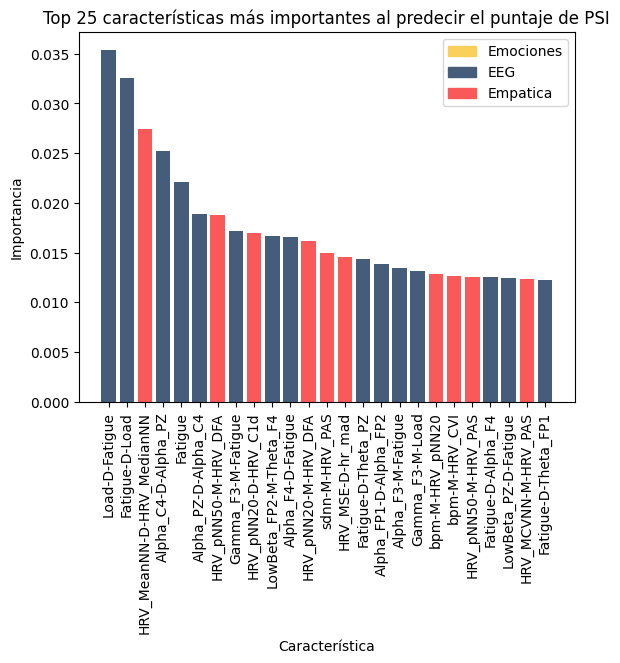 Top 25 características más importantes al predecir el puntaje de PSI
Emociones
EEG
Empatica
Importancia
0.035
0.030
0.025
0.020
0.015
0.010
0.005
0.000
Load-D-Fatigue
Fatigue-D-Load
HRV_MeanNN-D-HRV_MedianNN
Alpha_C4-D-Alpha_PZ
Fatigue
Alpha_PZ-D-Alpha_C4
HRV_pNN50-M-HRV_DFA
Gamma_F3-M-Fatigue
HRV_pNN20-D-HRV_C1d
LowBeta_FP2-M-Theta_F4
Alpha_F4-D-Fatigue
HRV_pNN20-M-HRV_DFA
sdnn-M-HRV_PAS
HRV_MSE-D-hr_mad
Fatigue-D-Theta_PZ
Alpha_FP1-D-Alpha_FP2
Alpha_F3-M-Fatigue
Gamma_F3-M-Load
bpm-M-HRV_pNN20
bpm-M-HRV_CVI
HRV_pNN50-M-HRV_PAS
Fatigue-D-Alpha_F4
LowBeta_PZ-D-Fatigue
HRV_MCVNN-M-HRV_PAS
Fatigue-D-Theta_FP1
Característica